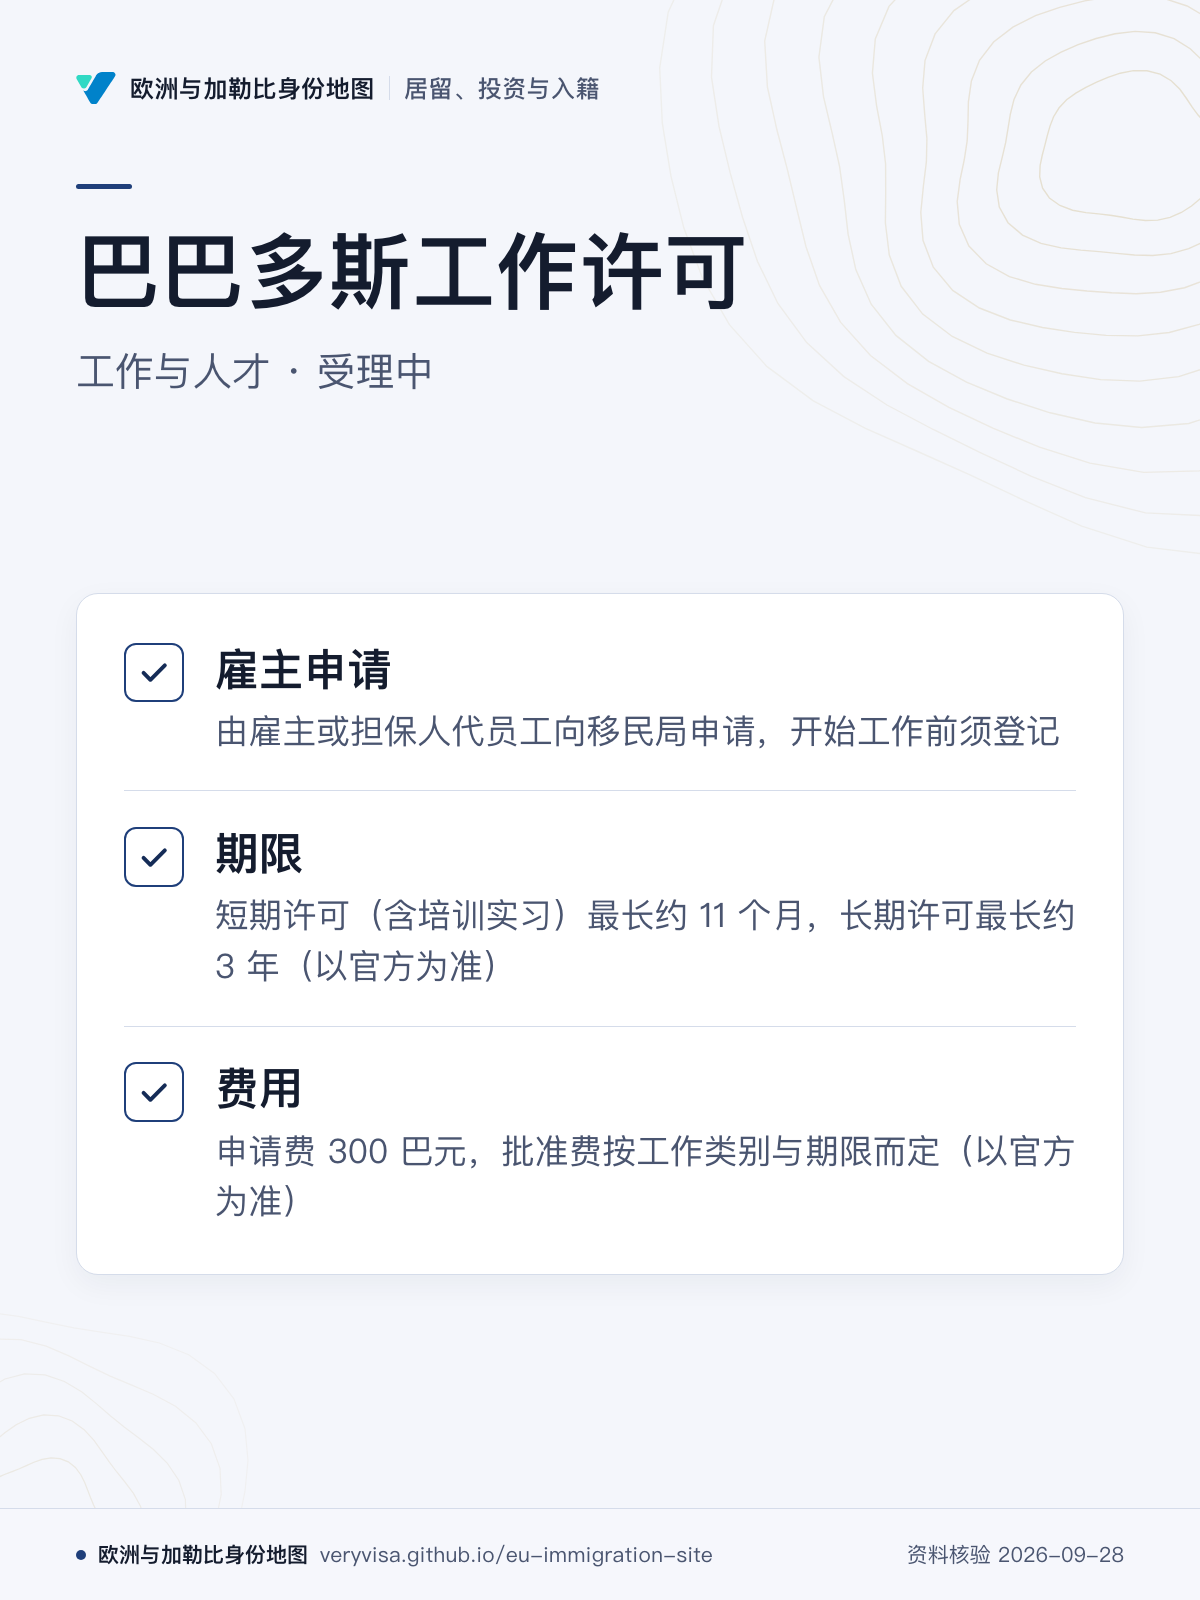 欧洲与加勒比身份地图 居留、投资与入籍
巴巴多斯工作许可
工作与人才 · 受理中
雇主申请
由雇主或担保人代员工向移民局申请，开始工作前须登记
期限
短期许可（含培训实习）最长约 11 个月，长期许可最长约
3 年（以官方为准）
费用
申请费 300 巴元，批准费按工作类别与期限而定（以官方
为准）
欧洲与加勒比身份地图 veryvisa.github.io/eu-immigration-site 资料核验 2026-09-28